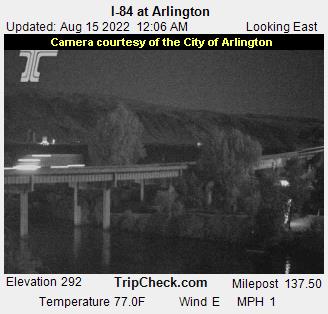 I-84 at Arlington
Updated: Aug 15 2022 12:06 AM Looking East
Camera courtesy of the City of Arlington
Elevation 292 TripCheck.com Milepost 137.50
Temperature 77.0F Wind E MPH 1